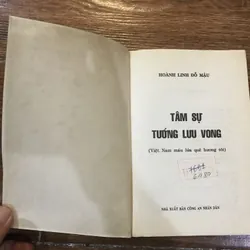 HOÀNH LINH ĐỖ MẬU
TÂM SỰ
TƯỚNG LƯU VONG
(Việt Nam máu lửa quê hương tôi)
NHÀ XUẤT BẢN CÔNG AN NHÂN DÂN